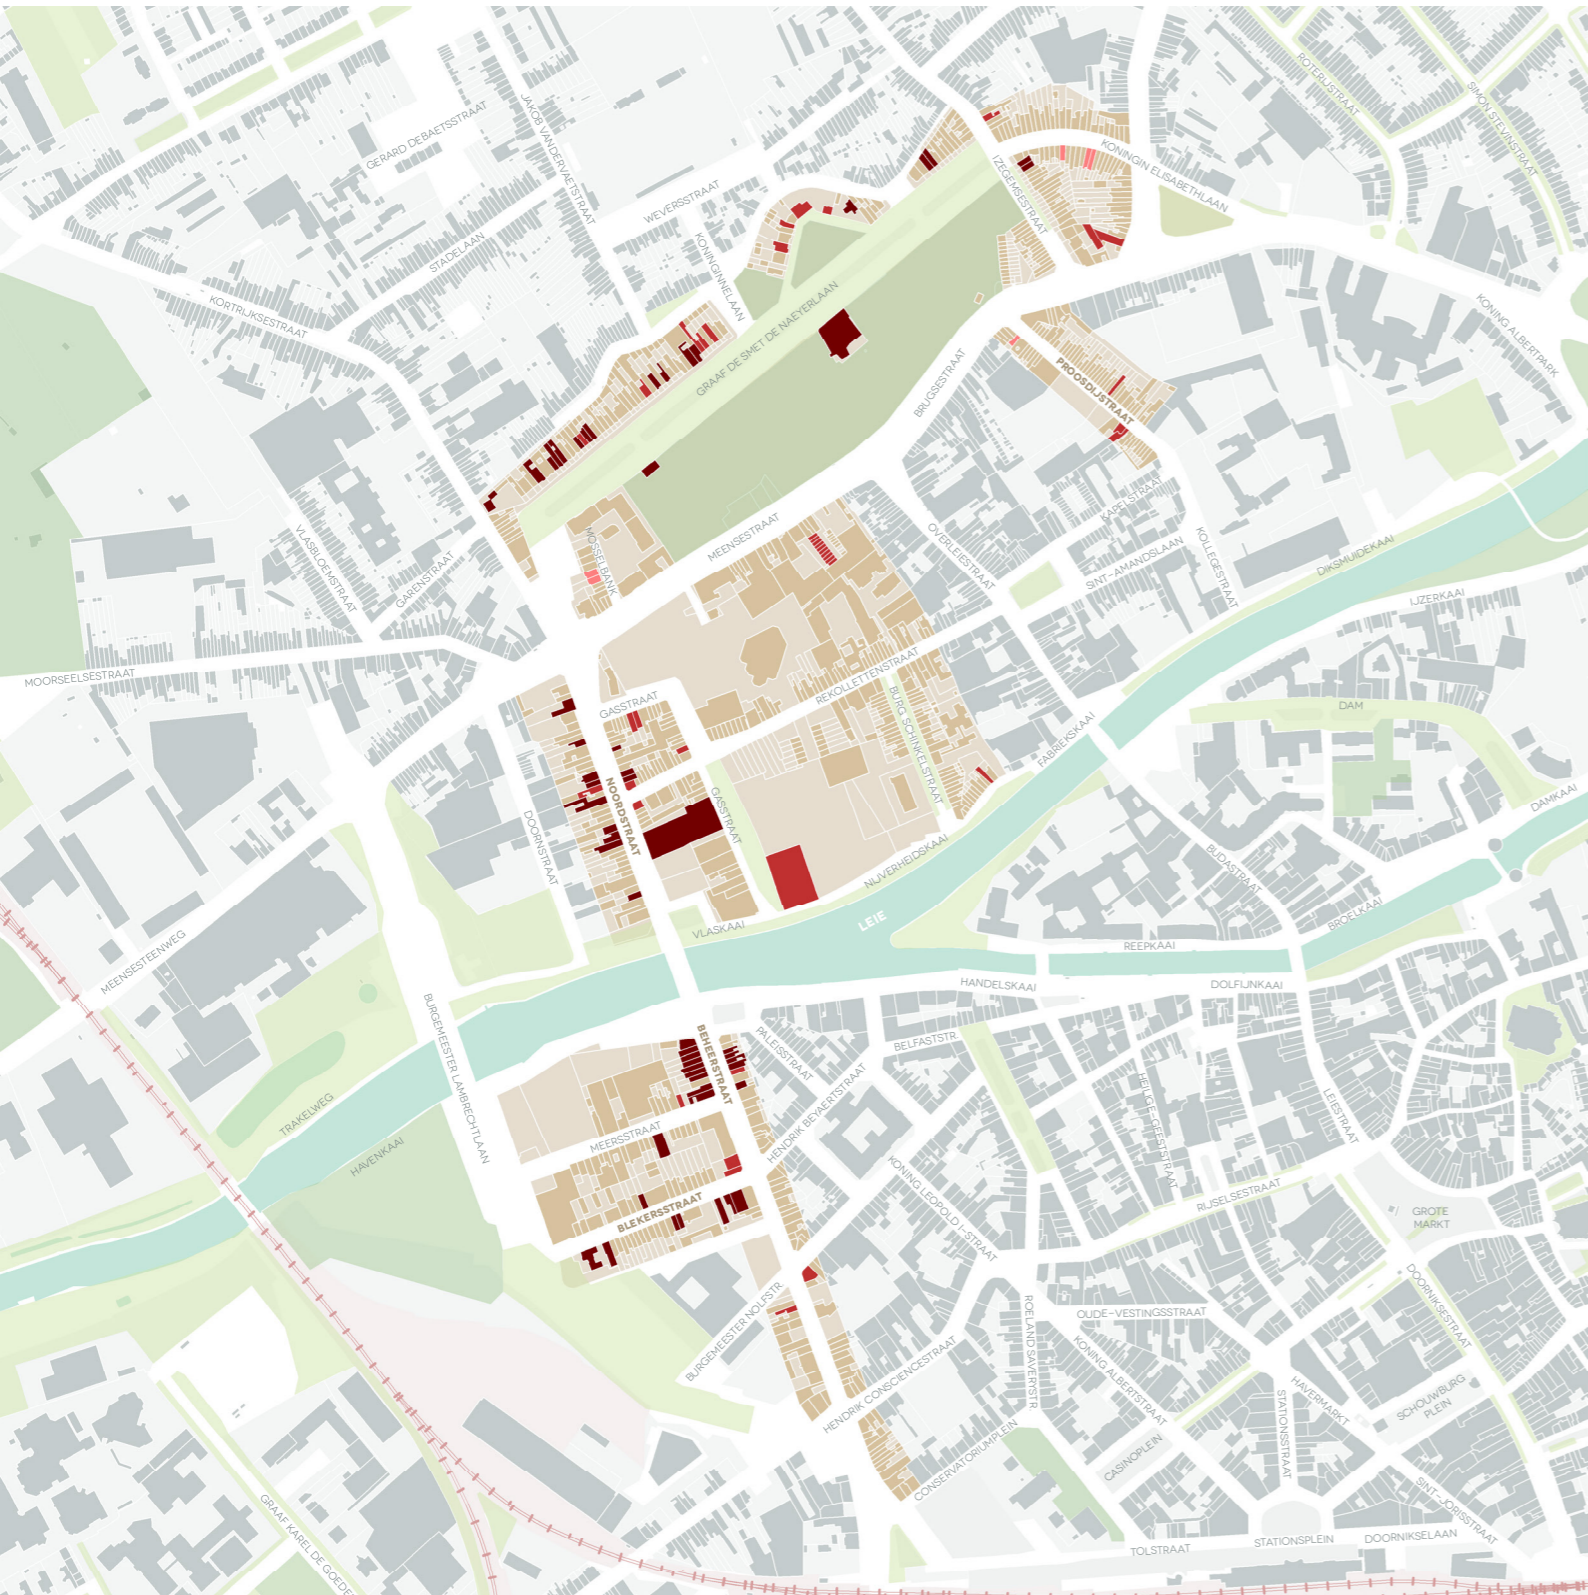 ROTERIJSTRAAT
SIMON STEVINSTRAAT
GERARD DEBAETSSTRAAT
JAKOB VANDERVAETSTRAAT
KONINGIN ELISABETHLAAN
IZEGEMSESTRAAT
WEVERSSTRAAT
STADELAAN
KONINGINNELAAN
KORTRIJKSESTRAAT
GRAAF DE SMET DE NAEYERLAAN
KONING ALBERTPARK
BRUGSESTRAAT
PROOSDIJSTRAAT
KAPELSTRAAT
MEENSESTRAAT
MOSSELBANK
OVERLEIESTRAAT
VLASBLOEMSTRAAT
GARENSTRAAT
SINT-AMANDSLAAN
KOLLEGESTRAAT
DIKSMUIDEKAAI
IJZERKAAI
MOORSEELSESTRAAT
REKOLLETTENSTRAAT
GASSTRAAT
BURG. SCHINKELSTRAAT
DAM
FABRIEKSKAAI
NOORDSTRAAT
GASSTRAAT
DOORNSTRAAT
DAMKAAI
NIJVERHEIDSKAAI
BUDASTRAAT
BROELKAAI
LEIE
VLASKAAI
REEPKAAI
MEENSESTEENWEG
HANDELSKAAI
DOLFIJNKAAI
BURGEMEESTER LAMBRECHTLAAN
BEHEERSTRAAT
PALEISSTRAAT
BELFASTSTR.
TRAKELWEG
HENDRIK BEYAERTSTRAAT
HEILIGE-GEESTSTRAAT
LEIESTRAAT
HAVENKAAI
MEERSSTRAAT
KONING LEOPOLD I-STRAAT
RIJSELSESTRAAT
BLEKERSSTRAAT
GROTE
MARKT
DOORNIKSESTRAAT
BURGEMEESTER NOLFSTR.
ROELAND SAVERYSTR.
OUDE-VESTINGSSTRAAT
HENDRIK CONSCIENCESTRAAT
KONING ALBERTSTRAAT
HAVERMARKT
SCHOUWBURG
PLEIN
STATIONSSTRAAT
CONSERVATORIUMPLEIN
CASINOPLEIN
SINT-JORISSTRAAT
GRAAF KAREL DE GOEDE
TOLSTRAAT
STATIONSPLEIN
DOORNIKSELAAN